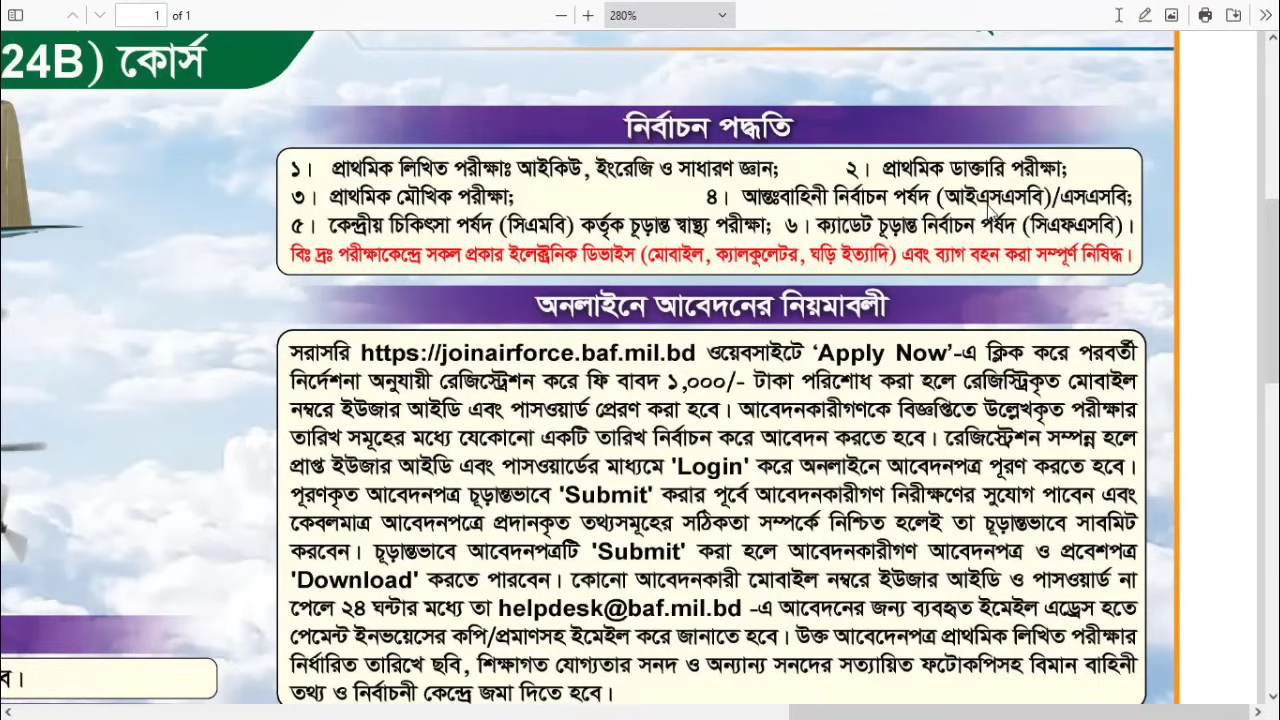 1 of 1 280%
24B) কোর্স
নির্বাচন পদ্ধতি
১। প্রাথমিক লিখিত পরীক্ষাঃ আইকিউ, ইংরেজি ও সাধারণ জ্ঞান; ২। প্রাথমিক ডাক্তারি পরীক্ষা;
৩। প্রাথমিক মৌখিক পরীক্ষা; ৪। আন্তঃবাহিনী নির্বাচন পর্ষদ (আইএসএসবি)/এসএসবি;
৫। কেন্দ্রীয় চিকিৎসা পর্ষদ (সিএমবি) কর্তৃক চূড়ান্ত স্বাস্থ্য পরীক্ষা; ৬। ক্যাডেট চূড়ান্ত নির্বাচন পর্ষদ (সিএফএসবি)।
বিঃ দ্রঃ পরীক্ষাকেন্দ্রে সকল প্রকার ইলেক্ট্রনিক ডিভাইস (মোবাইল, ক্যালকুলেটর, ঘড়ি ইত্যাদি) এবং ব্যাগ বহন করা সম্পূর্ণ নিষিদ্ধ।
অনলাইনে আবেদনের নিয়মাবলী
সরাসরি https://joinairforce.baf.mil.bd ওয়েবসাইটে ‘Apply Now’-এ ক্লিক করে পরবর্তী
নির্দেশনা অনুযায়ী রেজিস্ট্রেশন করে ফি বাবদ ১,০০০/- টাকা পরিশোধ করা হলে রেজিস্ট্রিকৃত মোবাইল
নম্বরে ইউজার আইডি এবং পাসওয়ার্ড প্রেরণ করা হবে। আবেদনকারীগণকে বিজ্ঞপ্তিতে উল্লেখকৃত পরীক্ষার
তারিখ সমূহের মধ্যে যেকোনো একটি তারিখ নির্বাচন করে আবেদন করতে হবে। রেজিস্ট্রেশন সম্পন্ন হলে
প্রাপ্ত ইউজার আইডি এবং পাসওয়ার্ডের মাধ্যমে 'Login' করে অনলাইনে আবেদনপত্র পূরণ করতে হবে।
পূরণকৃত আবেদনপত্র চূড়ান্তভাবে 'Submit' করার পূর্বে আবেদনকারীগণ নিরীক্ষণের সুযোগ পাবেন এবং
কেবলমাত্র আবেদনপত্রে প্রদানকৃত তথ্যসমূহের সঠিকতা সম্পর্কে নিশ্চিত হলেই তা চূড়ান্তভাবে সাবমিট
করবেন। চূড়ান্তভাবে আবেদনপত্রটি 'Submit' করা হলে আবেদনকারীগণ আবেদনপত্র ও প্রবেশপত্র
'Download' করতে পারবেন। কোনো আবেদনকারী মোবাইল নম্বরে ইউজার আইডি ও পাসওয়ার্ড না
পেলে ২৪ ঘন্টার মধ্যে তা helpdesk@baf.mil.bd -এ আবেদনের জন্য ব্যবহৃত ইমেইল এড্রেস হতে
পেমেন্ট ইনভয়েসের কপি/প্রমাণসহ ইমেইল করে জানাতে হবে। উক্ত আবেদেনপত্র প্রাথমিক লিখিত পরীক্ষার
নির্ধারিত তারিখে ছবি, শিক্ষাগত যোগ্যতার সনদ ও অন্যান্য সনদের সত্যায়িত ফটোকপিসহ বিমান বাহিনী
তথ্য ও নির্বাচনী কেন্দ্রে জমা দিতে হবে।